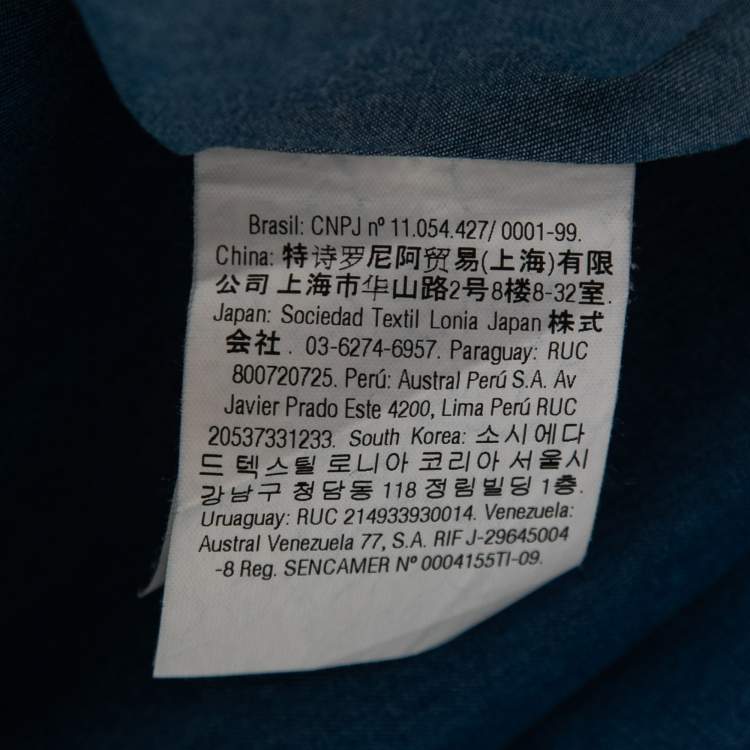 Brasil: CNPJ nº 11.054.427/ 0001-99.
China: 特诗罗尼阿贸易(上海)有限
公司上海市华山路2号8楼8-32室.
Japan: Sociedad Textil Lonia Japan 株式
会社 . 03-6274-6957. Paraguay: RUC
800720725. Perú: Austral Perú S.A. Av
Javier Prado Este 4200, Lima Perú RUC
20537331233. South Korea: 소시에다
드 텍스틸 로니아 코리아 서울시
강남구 청담동 118 정림빌딩 1층.
Uruaguay: RUC 214933930014. Venezuela:
Austral Venezuela 77, S.A. RIF J-29645004
-8 Reg. SENCAMER Nº 0004155TI-09.